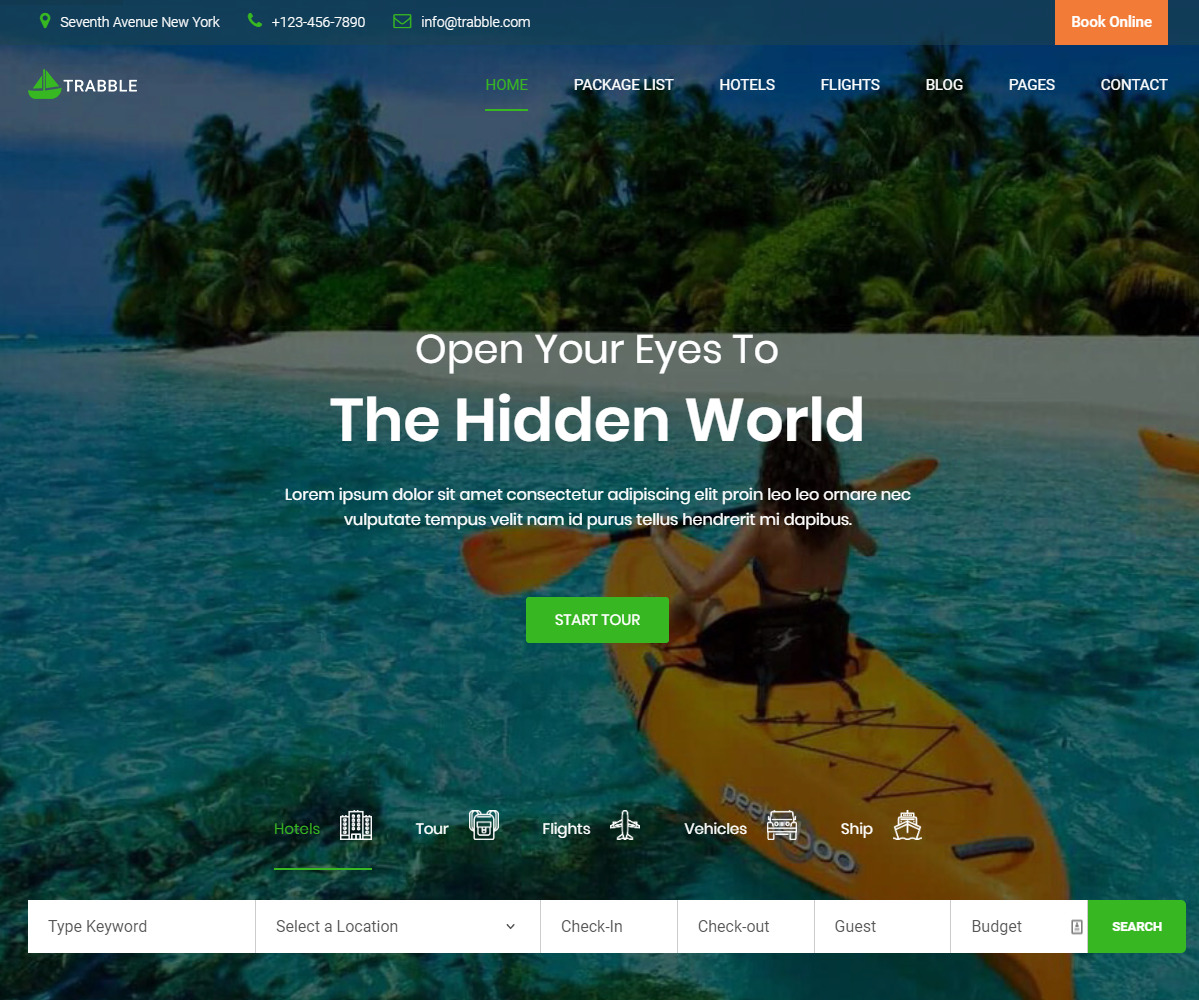 Seventh Avenue New York +123-456-7890 info@trabble.com Book Online
TRABBLE HOME PACKAGE LIST HOTELS FLIGHTS BLOG PAGES CONTACT
Open Your Eyes To
The Hidden World
Lorem ipsum dolor sit amet consectetur adipiscing elit proin leo leo ornare nec
vulputate tempus velit nam id purus tellus hendrerit mi dapibus.
START TOUR
Hotels Tour Flights Vehicles Ship
Type Keyword Select a Location Check-In Check-out Guest Budget SEARCH